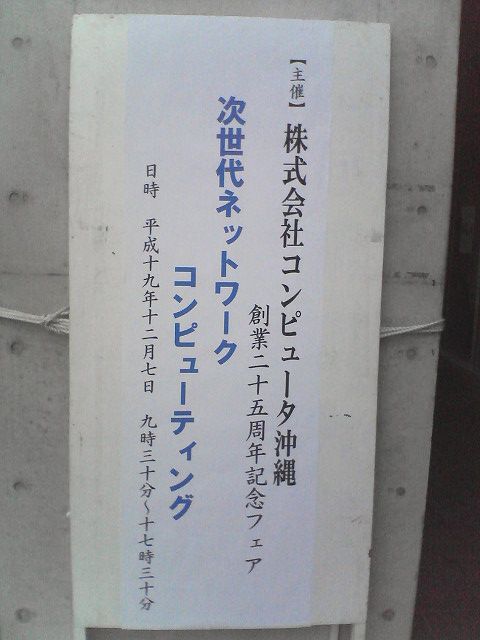 【主催】 株式会社コンピュータ沖縄
創業二十五周年記念フェア
次世代ネットワーク
コンピューティング
日時 平成十九年十二月七日 九時三十分～十七時三十分